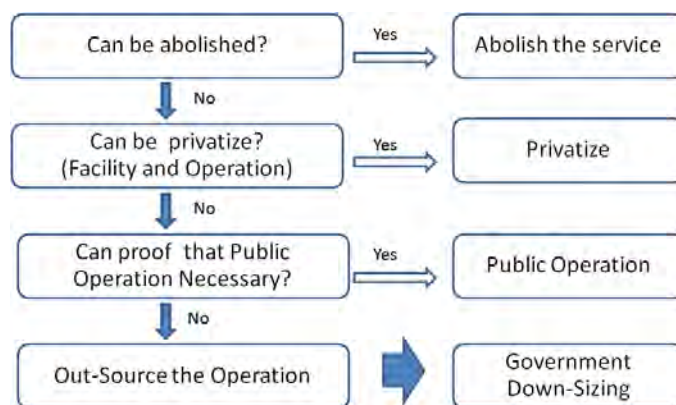 Can be abolished?
Yes
Abolish the service
No
Can be privatize?
(Facility and Operation)
Yes
Privatize
No
Can proof that Public
Operation Necessary?
Yes
Public Operation
No
Out-Source the Operation
Government
Down-Sizing